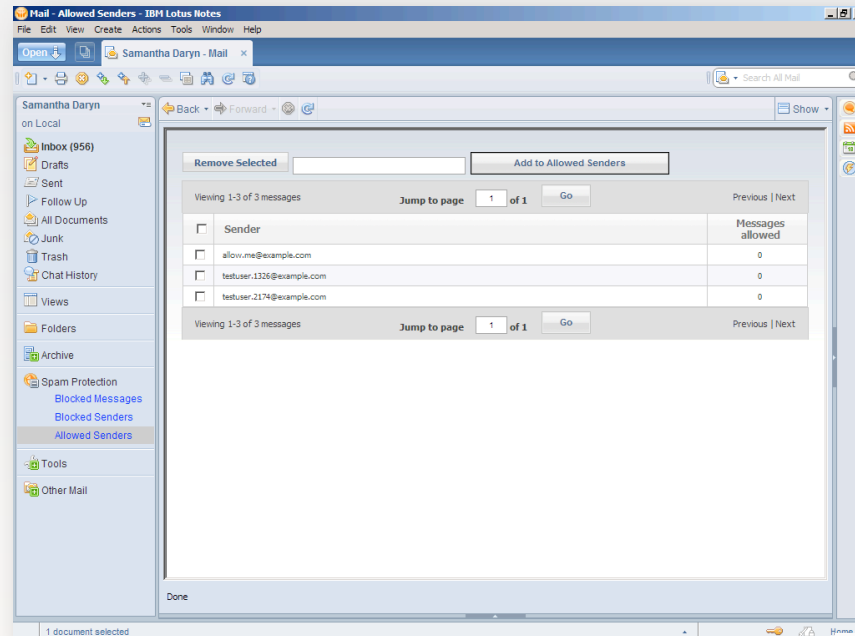 Mail - Allowed Senders - IBM Lotus Notes
File Edit View Create Actions Tools Window Help
Open
Samantha Daryn - Mail ×
Search All Mail
Samantha Daryn
on Local
Back Forward
Show
Inbox (956)
Drafts
Sent
Follow Up
All Documents
Junk
Trash
Chat History
Views
Folders
Archive
Spam Protection
Blocked Messages
Blocked Senders
Allowed Senders
Tools
Other Mail
Remove Selected Add to Allowed Senders
Viewing 1-3 of 3 messages Jump to page 1 of 1 Go Previous | Next
Sender Messages allowed
allow.me@example.com 0
testuser.1326@example.com 0
testuser.2174@example.com 0
Viewing 1-3 of 3 messages Jump to page 1 of 1 Go Previous | Next
Done
1 document selected
Home